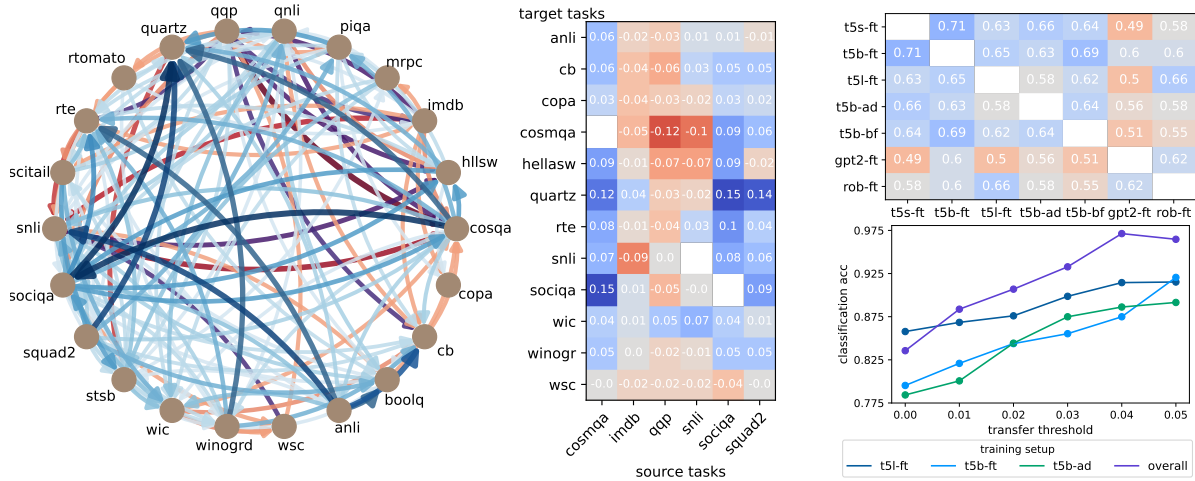 qqp
qnli
quartz
piqa
rtomato
mrpc
rte
imdb
scitail
hllsw
snli
cosqa
sociqa
copa
squad2
cb
stsb
boolq
wic
anli
winogrd
wsc
target tasks
anli 0.06 -0.02 -0.03 0.01 0.01 -0.01
cb 0.06 -0.04 -0.06 0.03 0.05 0.05
copa 0.03 -0.04 -0.03 -0.02 0.03 0.02
cosmqa -0.05 -0.12 -0.1 0.09 0.06
hellasw 0.09 -0.01 -0.07 -0.07 0.09 -0.02
quartz 0.12 0.04 -0.03 -0.02 0.15 0.14
rte 0.08 -0.01 -0.04 0.03 0.1 0.04
snli 0.07 -0.09 0.0 0.08 0.06
sociqa 0.15 0.01 -0.05 -0.0 0.09
wic 0.04 0.01 0.05 0.07 0.04 0.01
winogr 0.05 0.0 -0.02 -0.01 0.05 0.05
wsc -0.0 -0.02 -0.02 -0.02 -0.04 -0.0
cosmqa imdb qqp snli sociqa squad2
source tasks
t5s-ft 0.71 0.63 0.66 0.64 0.49 0.58
t5b-ft 0.71 0.65 0.63 0.69 0.6 0.6
t5l-ft 0.63 0.65 0.58 0.62 0.5 0.66
t5b-ad 0.66 0.63 0.58 0.64 0.56 0.58
t5b-bf 0.64 0.69 0.62 0.64 0.51 0.55
gpt2-ft 0.49 0.6 0.5 0.56 0.51 0.62
rob-ft 0.58 0.6 0.66 0.58 0.55 0.62
t5s-ft t5b-ft t5l-ft t5b-ad t5b-bf gpt2-ft rob-ft
classification acc
0.975
0.925
0.875
0.825
0.775
0.00 0.01 0.02 0.03 0.04 0.05
transfer threshold
training setup
t5l-ft t5b-ft t5b-ad overall